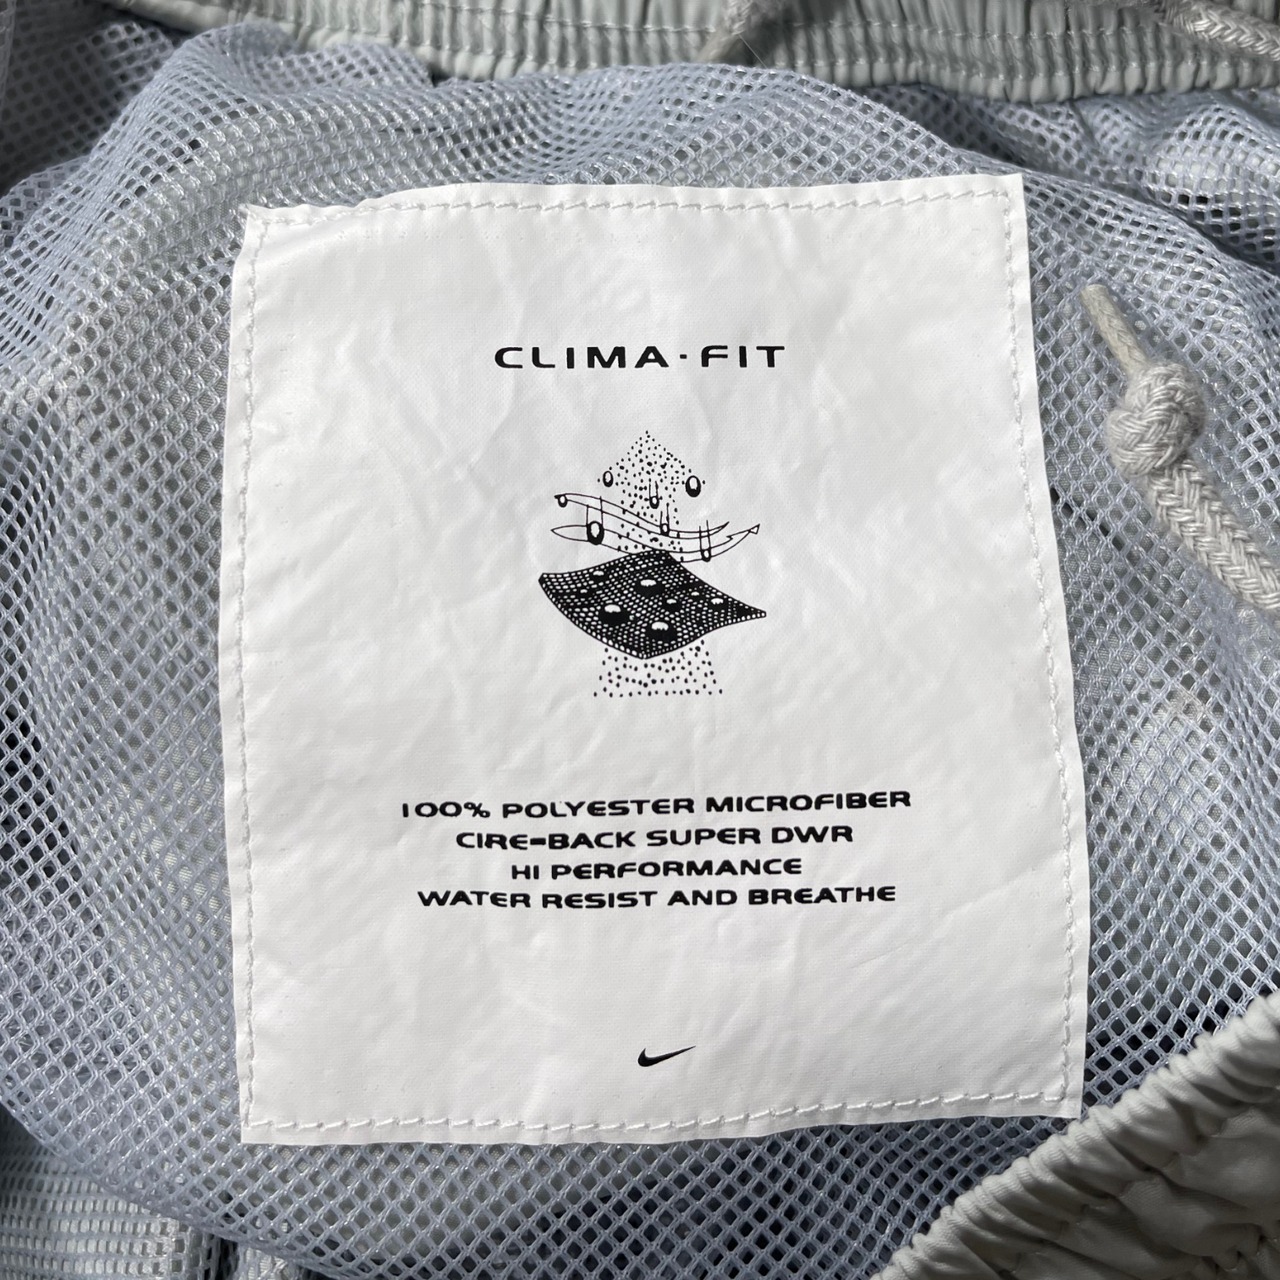 CLIMA·FIT
100% POLYESTER MICROFIBER
CIRE-BACK SUPER DWR
HI PERFORMANCE
WATER RESIST AND BREATHE